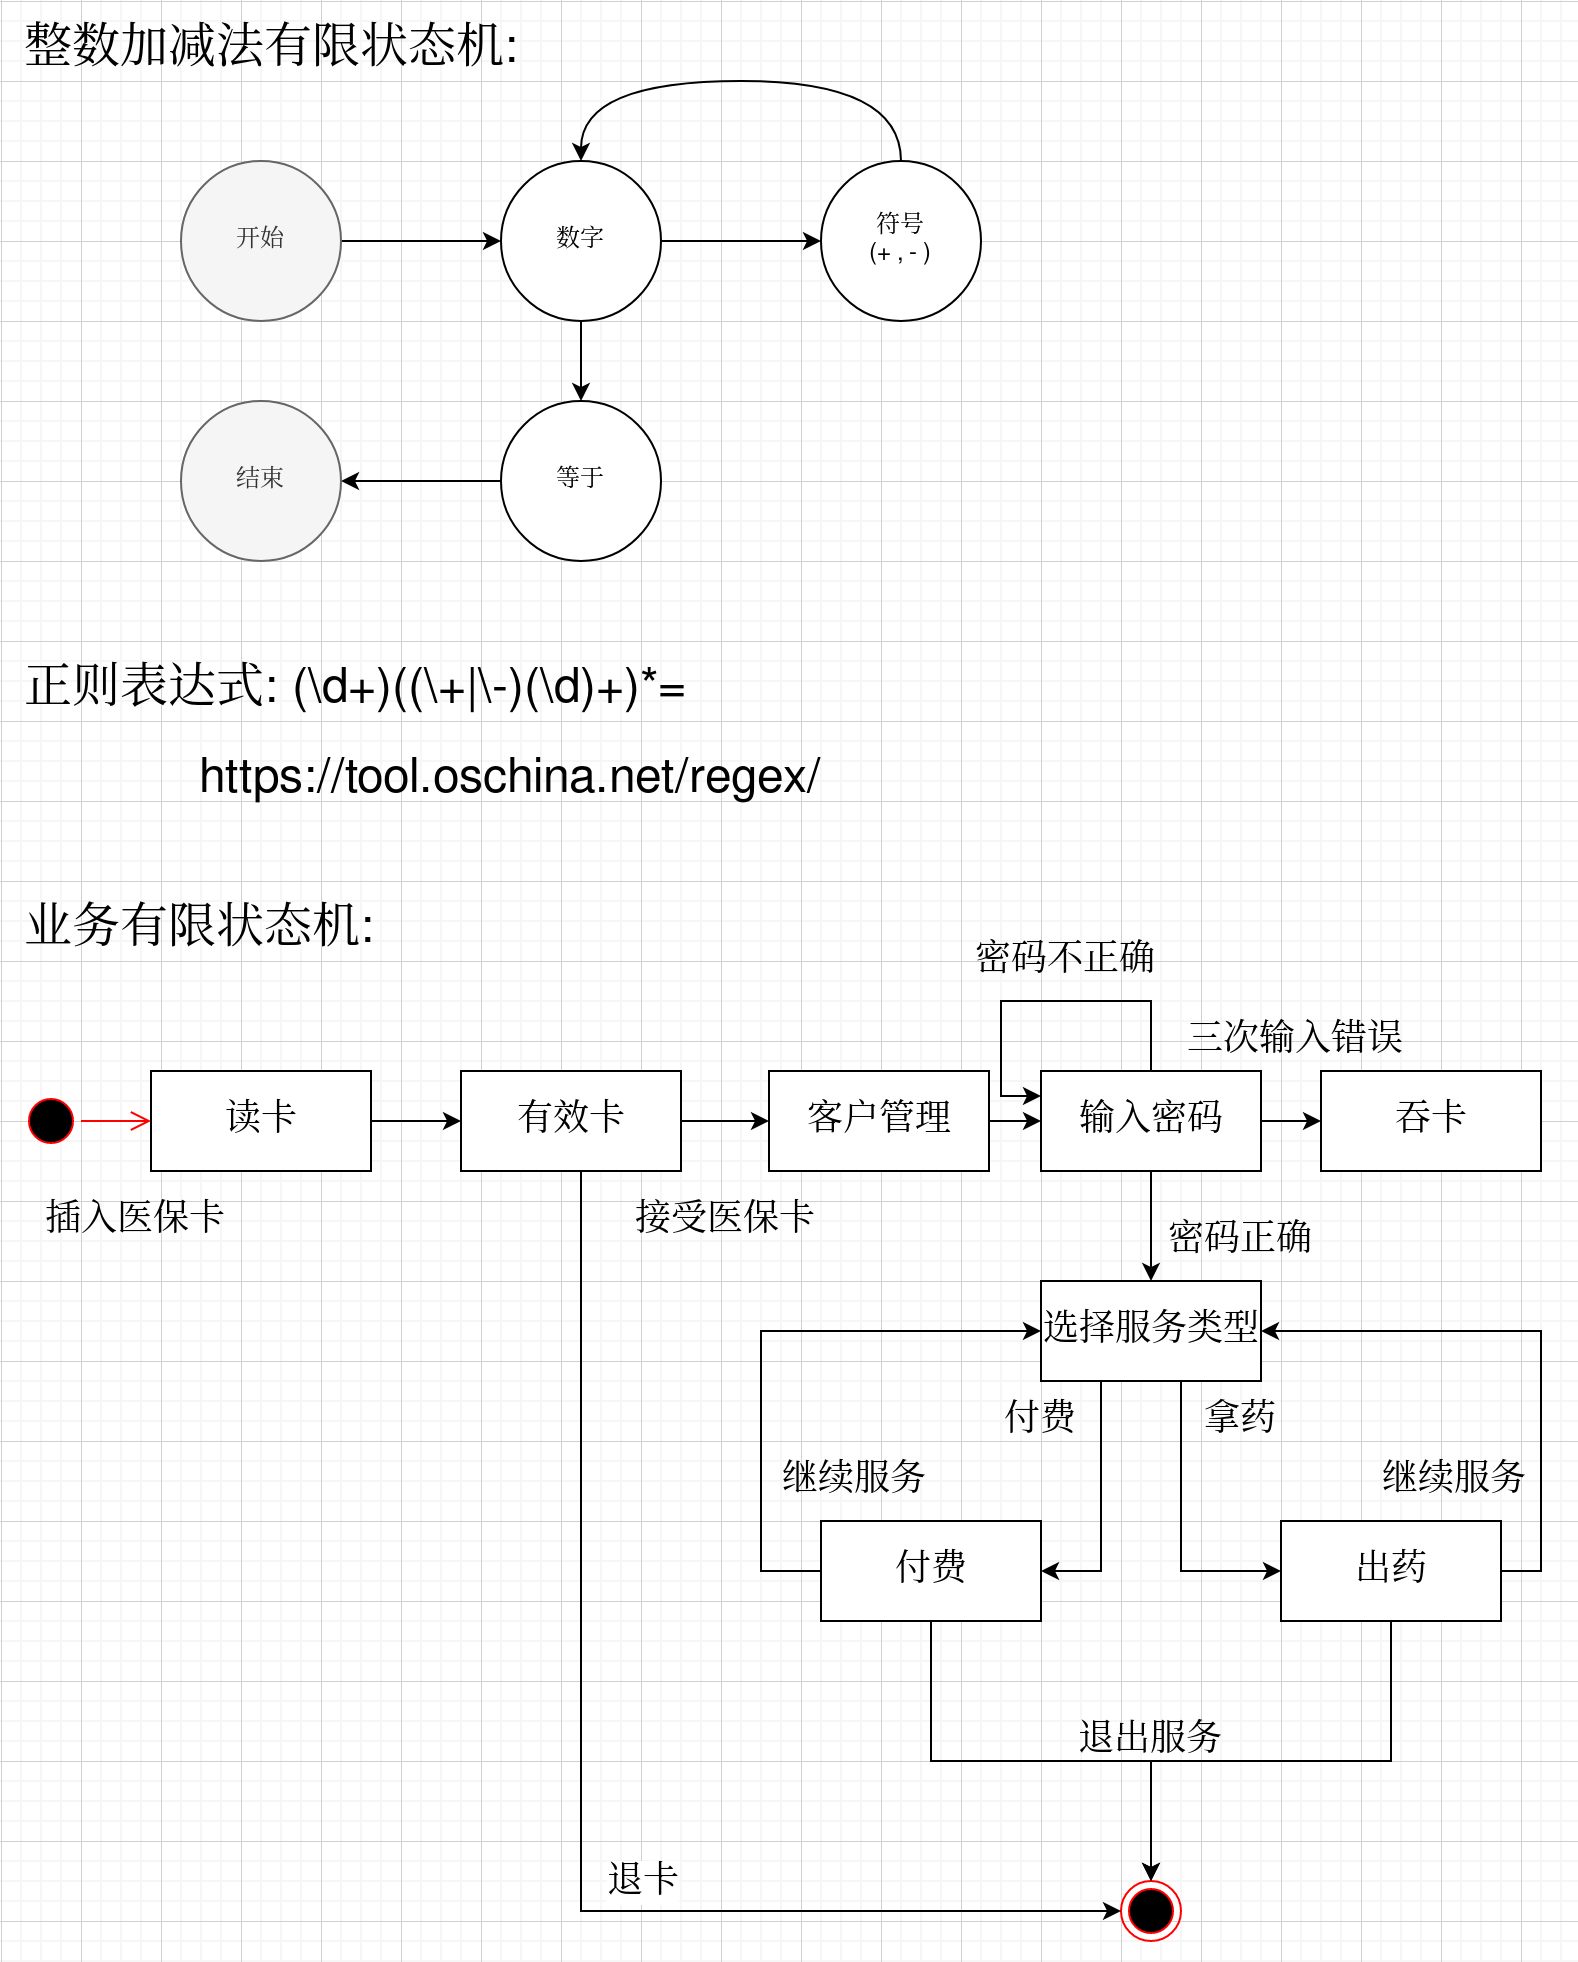 整数加减法有限状态机:
开始
数字
符号
(+ , - )
结束
等于
正则表达式: (\d+)((\+|\-)(\d)+)*=
https://tool.oschina.net/regex/
业务有限状态机:
密码不正确
三次输入错误
读卡
有效卡
客户管理
输入密码
吞卡
插入医保卡
接受医保卡
密码正确
选择服务类型
付费
拿药
继续服务
继续服务
付费
出药
退出服务
退卡